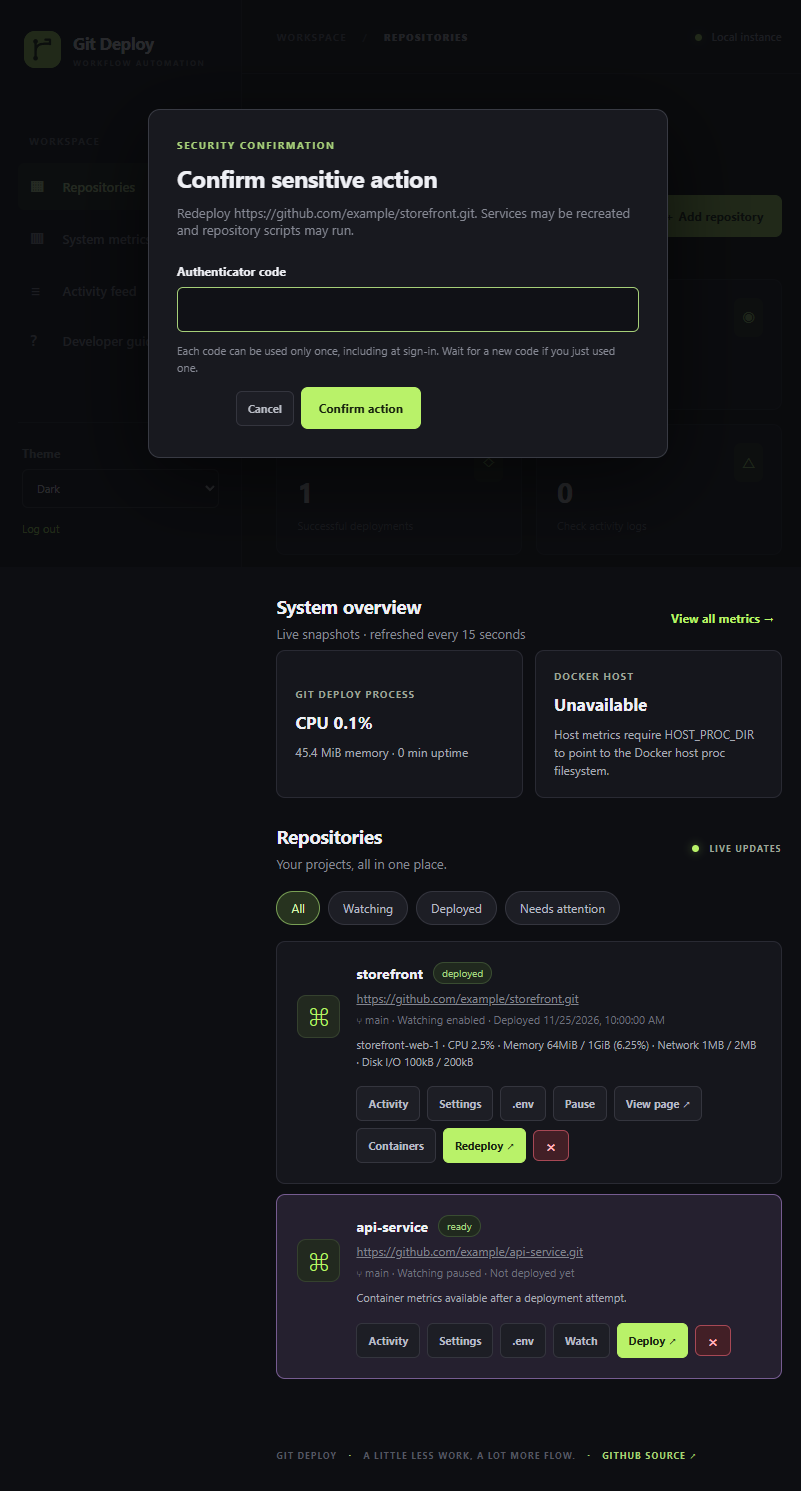 Git Deploy
WORKFLOW AUTOMATION
WORKSPACE / REPOSITORIES
Local instance
WORKSPACE
Repositories
System metrics
Activity feed
? Developer guid
Theme
Dark
Log out
+ Add repository
SECURITY CONFIRMATION
Confirm sensitive action
Redeploy https://github.com/example/storefront.git. Services may be recreated
and repository scripts may run.
Authenticator code
Each code can be used only once, including at sign-in. Wait for a new code if you just used
one.
Cancel
Confirm action
1
Successful deployments
0
Check activity logs
System overview
Live snapshots · refreshed every 15 seconds
View all metrics →
GIT DEPLOY PROCESS
CPU 0.1%
45.4 MiB memory · 0 min uptime
DOCKER HOST
Unavailable
Host metrics require HOST_PROC_DIR
to point to the Docker host proc
filesystem.
Repositories
Your projects, all in one place.
LIVE UPDATES
All
Watching
Deployed
Needs attention
storefront deployed
https://github.com/example/storefront.git
main · Watching enabled · Deployed 11/25/2026, 10:00:00 AM
storefront-web-1 · CPU 2.5% · Memory 64MiB / 1GiB (6.25%) · Network 1MB / 2MB
· Disk I/O 100kB / 200kB
Activity
Settings
.env
Pause
View page ↗
Containers
Redeploy ↗
×
api-service ready
https://github.com/example/api-service.git
main · Watching paused · Not deployed yet
Container metrics available after a deployment attempt.
Activity
Settings
.env
Watch
Deploy ↗
×
GIT DEPLOY · A LITTLE LESS WORK, A LOT MORE FLOW. · GITHUB SOURCE ↗